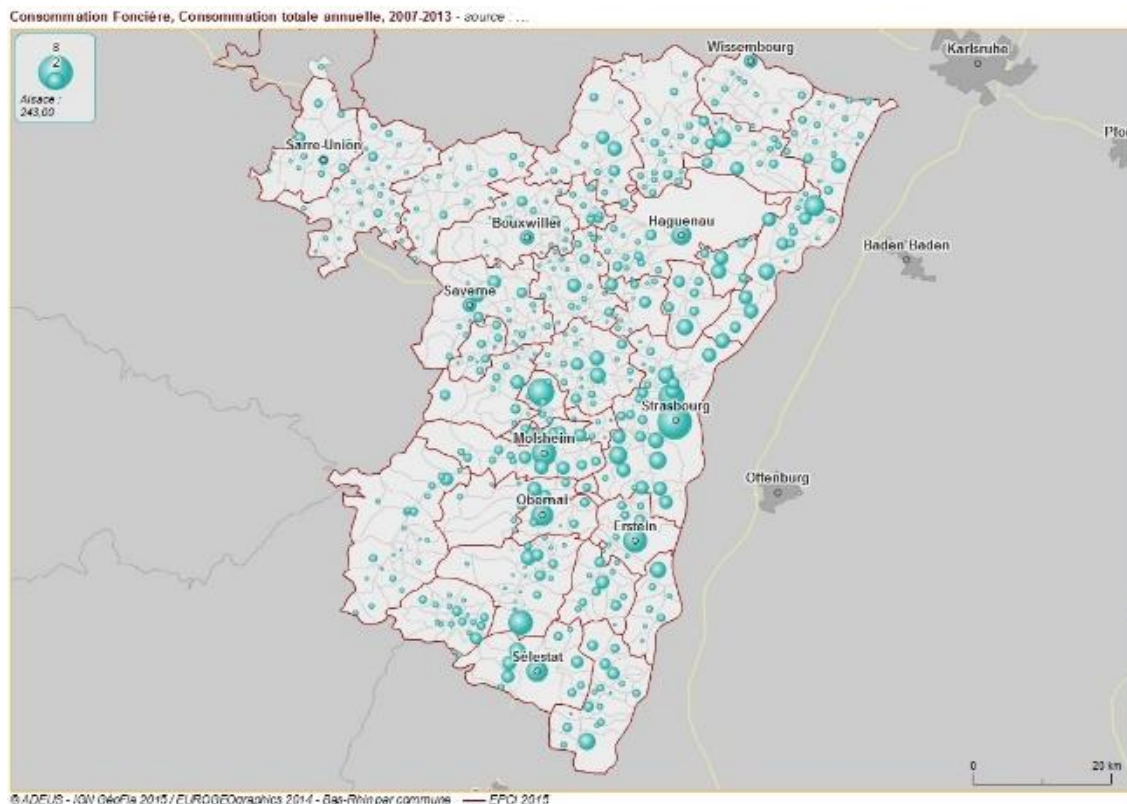 Consommation Foncière, Consommation totale annuelle, 2007-2013 - source : ...
8
2
Alsace :
243,00
Wissembourg
Karlsruhe
Sarre-Union
Bouxwiller
Haguenau
Baden Baden
Saverne
Strasbourg
Molsheim
Offenburg
Obernai
Erstein
Sélestat
0 20 km
© ADEUS - IGN GéoFla 2015 / EUROGEOgraphics 2014 - Bas-Rhin par commune — EPCI 2015